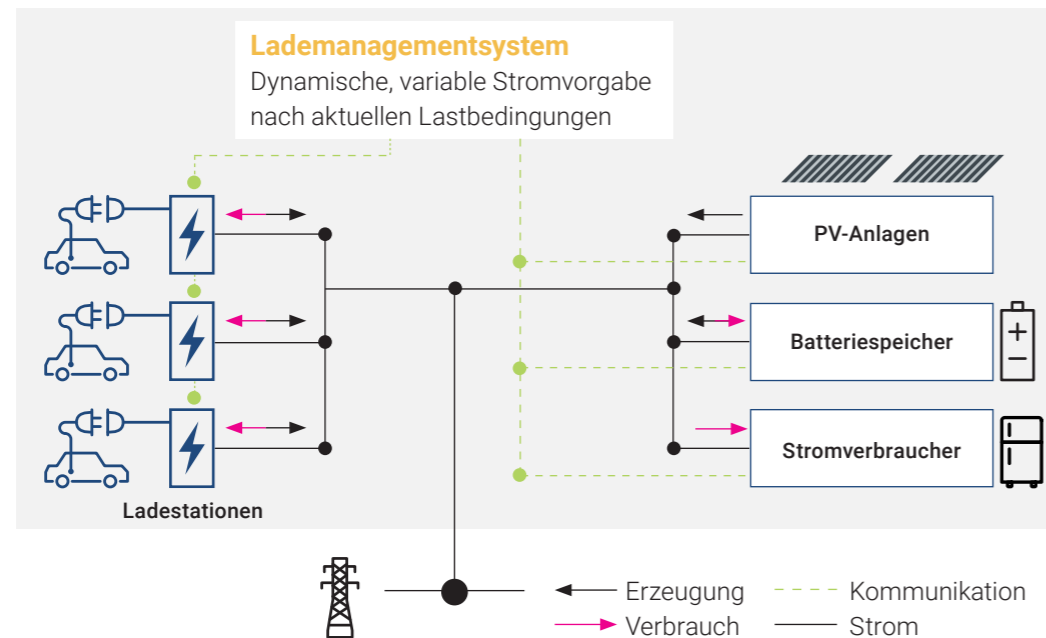 Lademanagementsystem
Dynamische, variable Stromvorgabe
nach aktuellen Lastbedingungen
PV-Anlagen
Batteriespeicher
Stromverbraucher
Ladestationen
Erzeugung
Kommunikation
Verbrauch
Strom